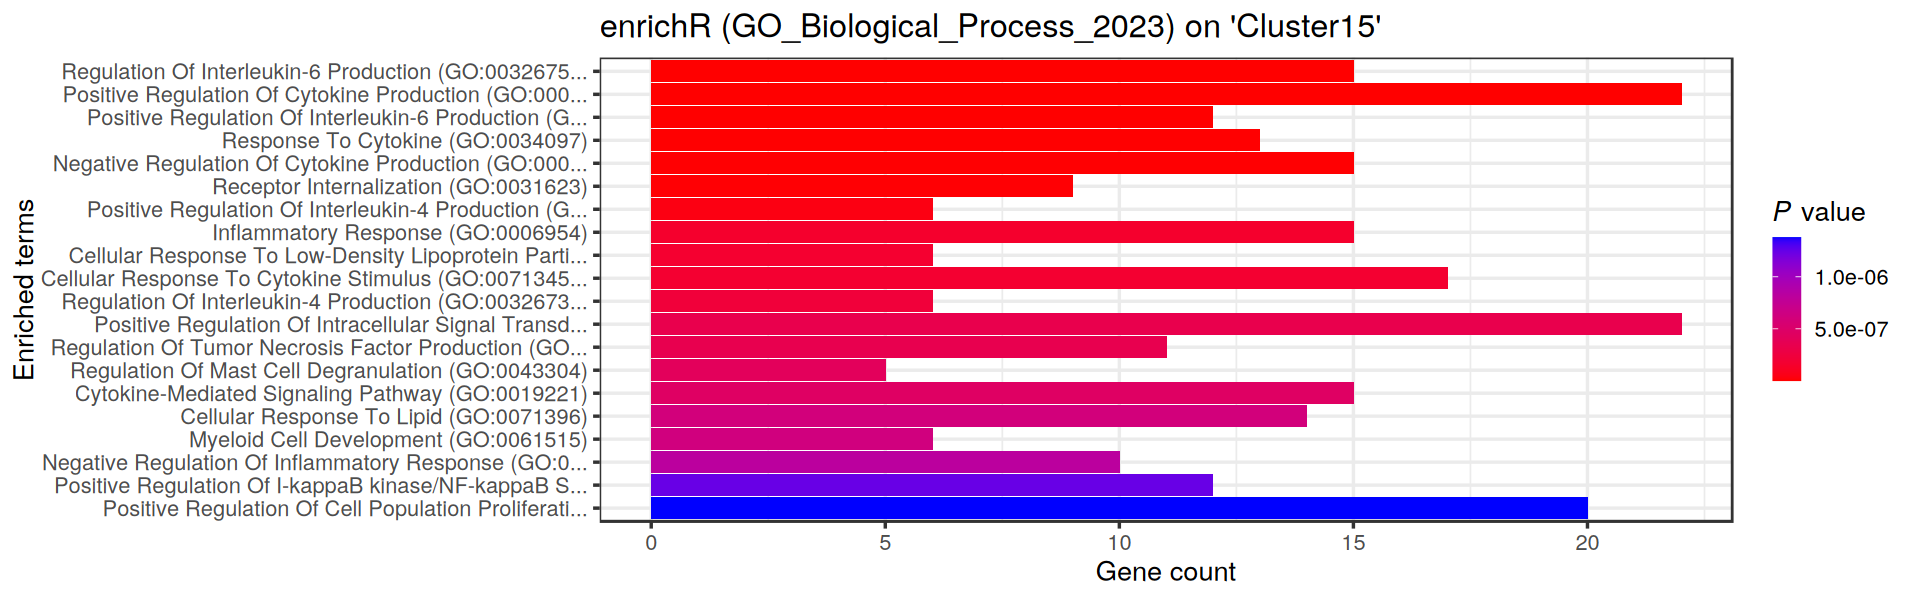 enrichR (GO_Biological_Process_2023) on 'Cluster15'
Enriched terms
Regulation Of Interleukin-6 Production (GO:0032675...
Positive Regulation Of Cytokine Production (GO:000...
Positive Regulation Of Interleukin-6 Production (G...
Response To Cytokine (GO:0034097)
Negative Regulation Of Cytokine Production (GO:000...
Receptor Internalization (GO:0031623)
Positive Regulation Of Interleukin-4 Production (G...
Inflammatory Response (GO:0006954)
Cellular Response To Low-Density Lipoprotein Parti...
Cellular Response To Cytokine Stimulus (GO:0071345...
Regulation Of Interleukin-4 Production (GO:0032673...
Positive Regulation Of Intracellular Signal Transd...
Regulation Of Tumor Necrosis Factor Production (GO...
Regulation Of Mast Cell Degranulation (GO:0043304)
Cytokine-Mediated Signaling Pathway (GO:0019221)
Cellular Response To Lipid (GO:0071396)
Myeloid Cell Development (GO:0061515)
Negative Regulation Of Inflammatory Response (GO:0...
Positive Regulation Of I-kappaB kinase/NF-kappaB S...
Positive Regulation Of Cell Population Proliferati...
0 5 10 15 20
Gene count
P value
1.0e-06
5.0e-07